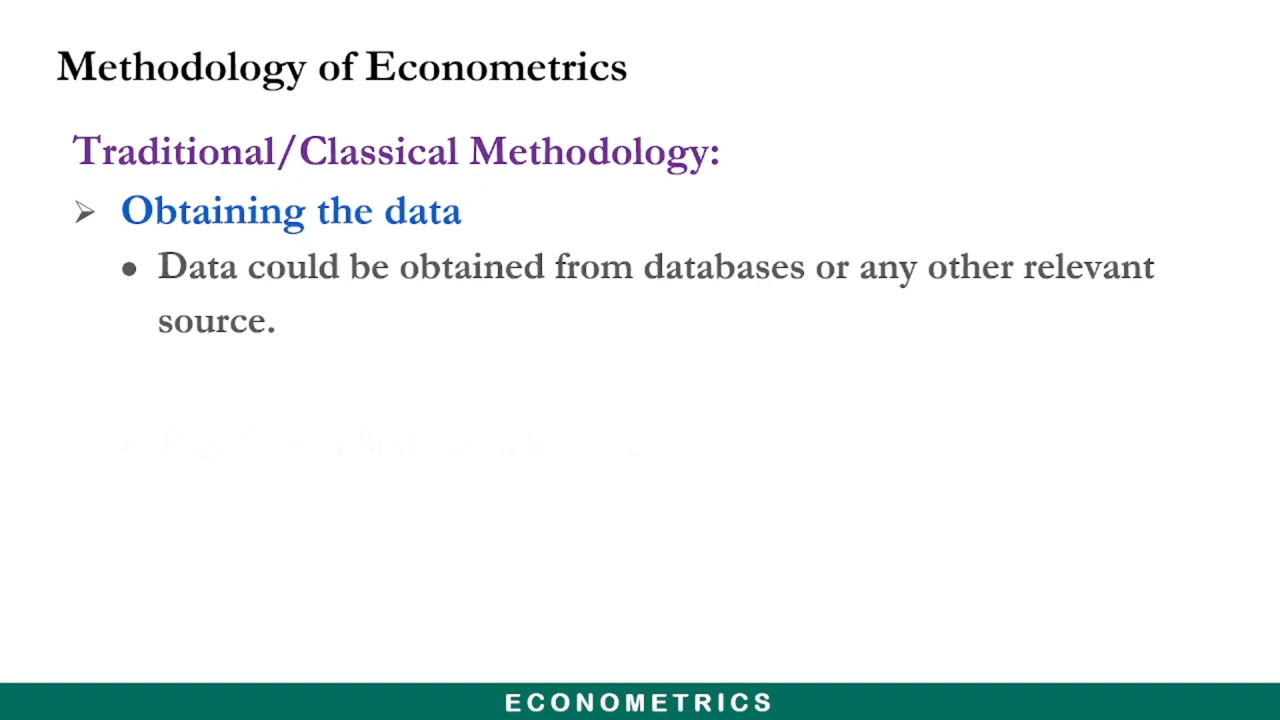 Methodology of Econometrics
Traditional/Classical Methodology:
➢ Obtaining the data
● Data could be obtained from databases or any other relevant
source.
ECONOMETRICS